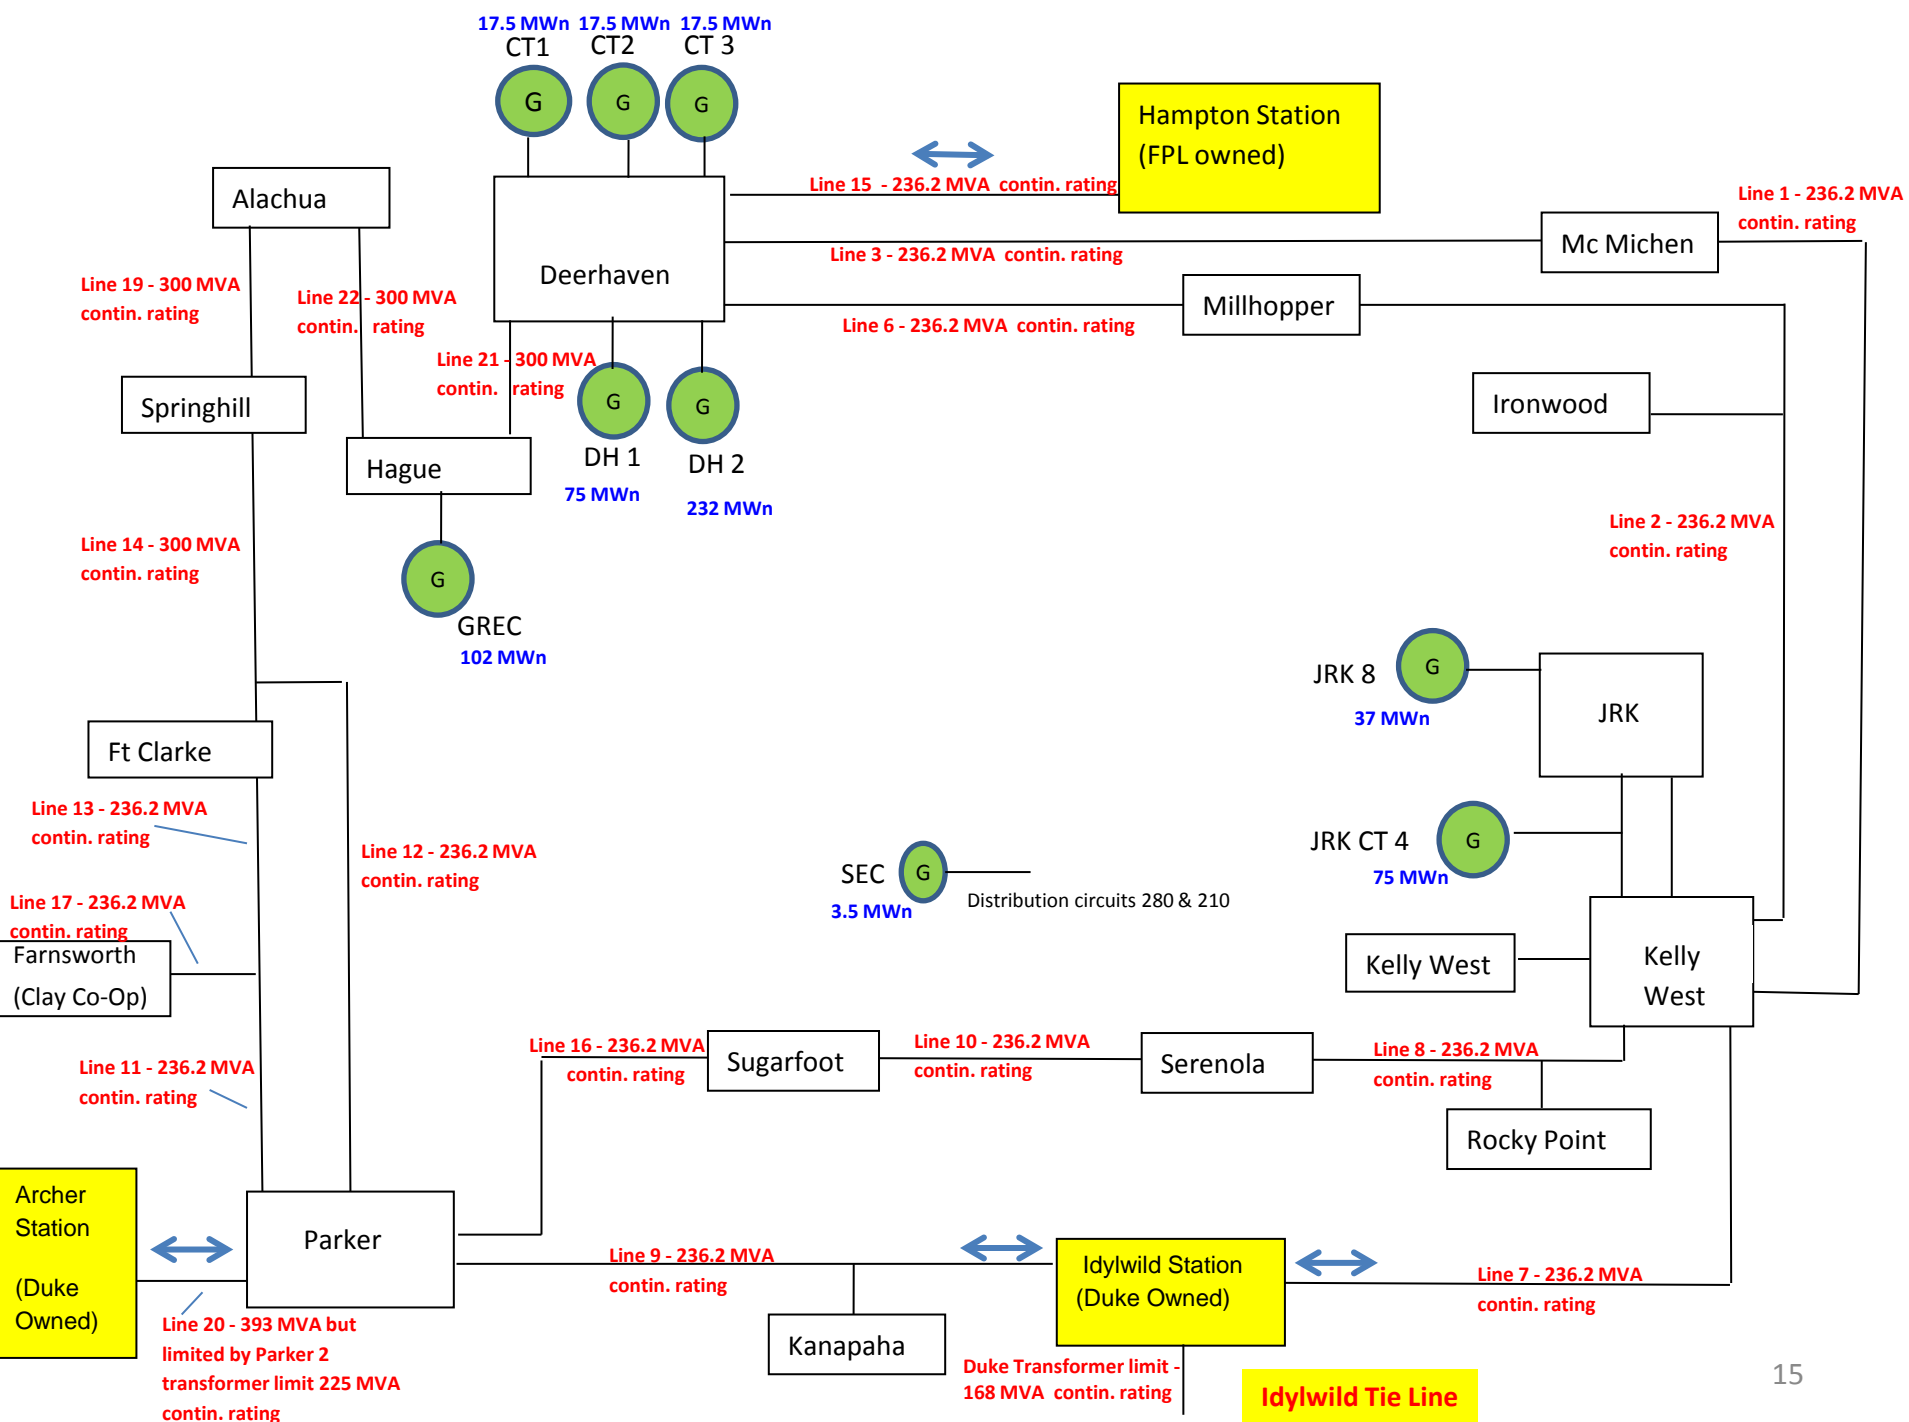 17.5 MWn 17.5 MWn 17.5 MWn
CT1 CT2 CT 3
G G G
Hampton Station
(FPL owned)
Line 15 - 236.2 MVA contin. rating
Line 1 - 236.2 MVA
contin. rating
Alachua
Mc Michen
Line 3 - 236.2 MVA contin. rating
Deerhaven
Line 19 - 300 MVA
contin. rating
Line 22 - 300 MVA
contin. rating
Millhopper
Line 6 - 236.2 MVA contin. rating
Line 21 - 300 MVA
contin. rating
Springhill
G G
Ironwood
DH 1
DH 2
Hague
75 MWn
232 MWn
Line 2 - 236.2 MVA
contin. rating
Line 14 - 300 MVA
contin. rating
G
GREC
102 MWn
JRK 8
G
37 MWn
JRK
Ft Clarke
Line 13 - 236.2 MVA
contin. rating
Line 12 - 236.2 MVA
contin. rating
JRK CT 4
G
75 MWn
SEC
G
3.5 MWn
Distribution circuits 280 & 210
Line 17 - 236.2 MVA
contin. rating
Farnsworth
(Clay Co-Op)
Kelly West
Kelly
West
Line 16 - 236.2 MVA
contin. rating
Sugarfoot
Line 10 - 236.2 MVA
contin. rating
Serenola
Line 8 - 236.2 MVA
contin. rating
Line 11 - 236.2 MVA
contin. rating
Rocky Point
Archer
Station
(Duke
Owned)
Parker
Line 9 - 236.2 MVA
contin. rating
Idylwild Station
(Duke Owned)
Line 7 - 236.2 MVA
contin. rating
Line 20 - 393 MVA but
limited by Parker 2
transformer limit 225 MVA
contin. rating
Kanapaha
Duke Transformer limit -
168 MVA contin. rating
Idylwild Tie Line
15